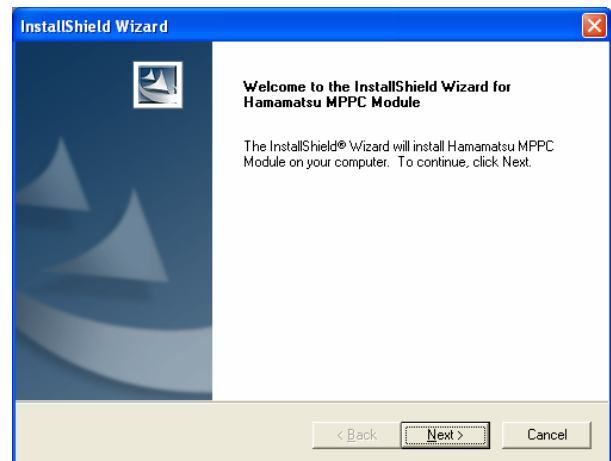 InstallShield Wizard
Welcome to the InstallShield Wizard for
Hamamatsu MPPC Module
The InstallShield® Wizard will install Hamamatsu MPPC
Module on your computer.  To continue, click Next.
< Back
Next >
Cancel